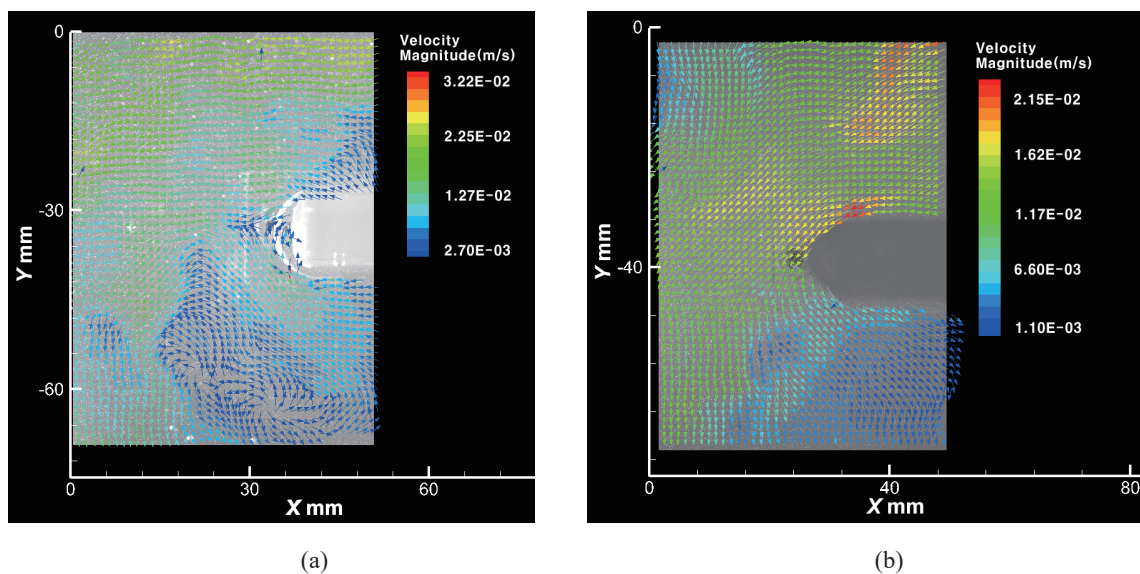 0
-30
-60
Y mm
0
30
60
X mm
Velocity
Magnitude(m/s)
3.22E-02
2.25E-02
1.27E-02
2.70E-03
(a)
0
-40
Y mm
0
40
80
X mm
Velocity
Magnitude(m/s)
2.15E-02
1.62E-02
1.17E-02
6.60E-03
1.10E-03
(b)